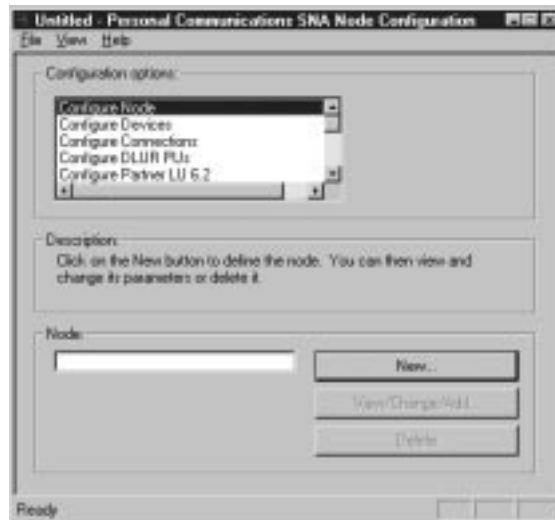 Untitled - Personal Communications SNA Node Configuration
File View Help
Configuration options:
Configure Node
Configure Devices
Configure Connections
Configure DLUR PUs
Configure Partner LU 6.2
Description:
Click on the New button to define the node. You can then view and
change its parameters or delete it.
Node:
New...
View/Change/Add...
Delete
Ready